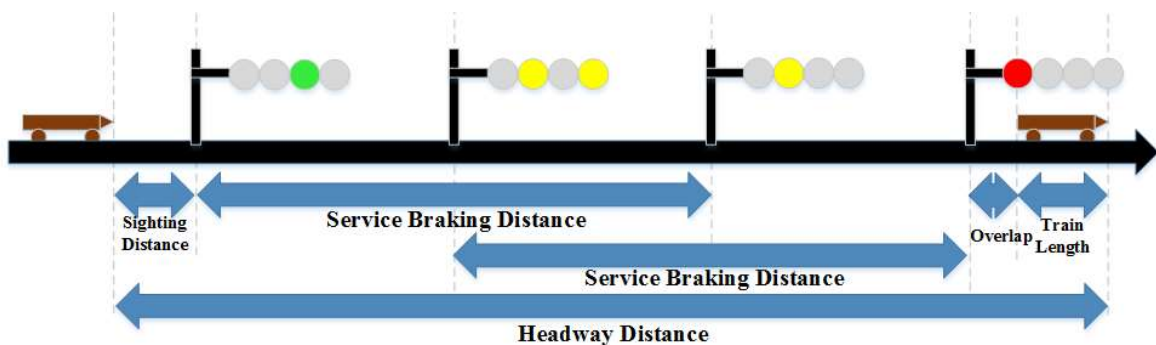 Service Braking Distance
Sighting
Distance
Overlap
Train
Length
Service Braking Distance
Headway Distance